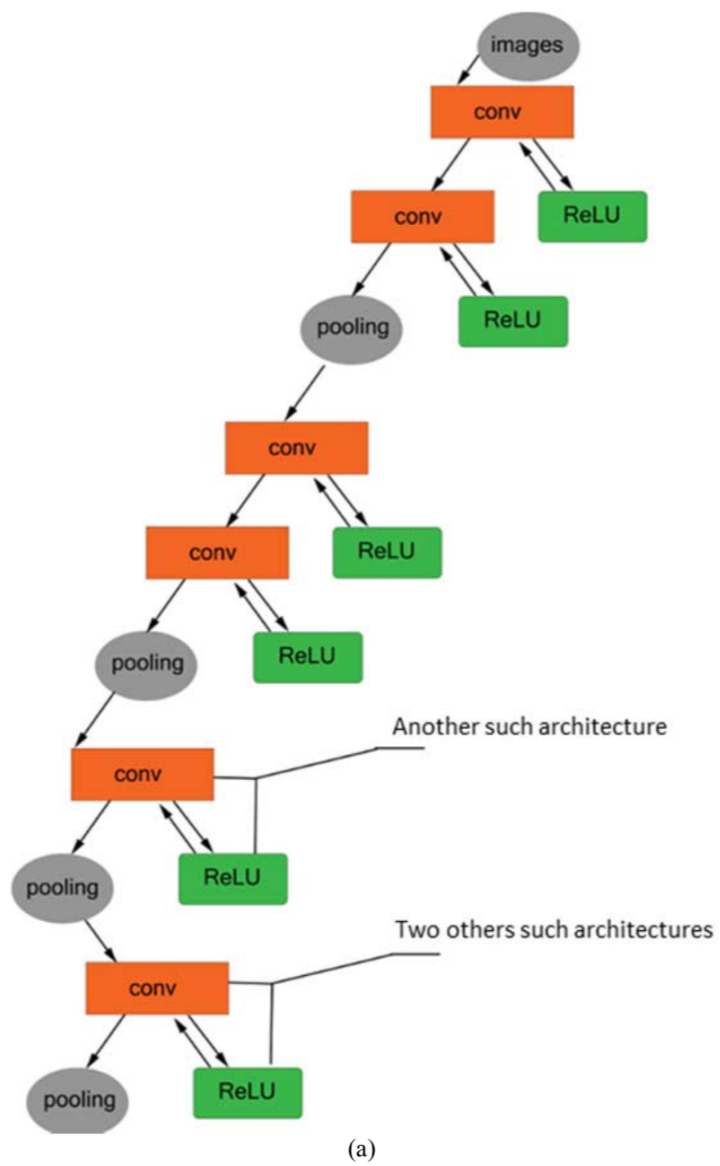 images
conv
conv
ReLU
pooling
ReLU
conv
conv
ReLU
pooling
ReLU
Another such architecture
conv
pooling
ReLU
Two others such architectures
conv
pooling
ReLU
(a)